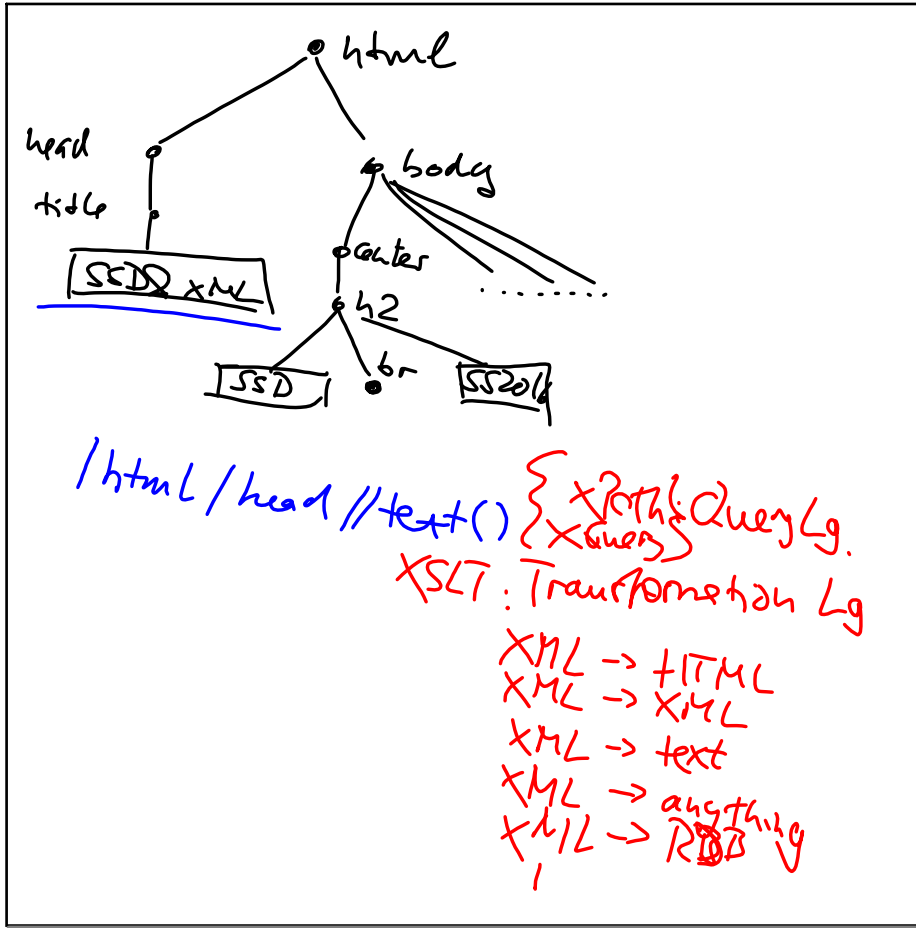 html
head
body
title
center
SSD& XML
h2
SSD
br
SS2016
/html/head//text()
{ XPath } Query Lg.
XQuery
XSLT : Transformation Lg
XML -> HTML
XML -> XML
XML -> text
XML -> anything
XML -> RDB